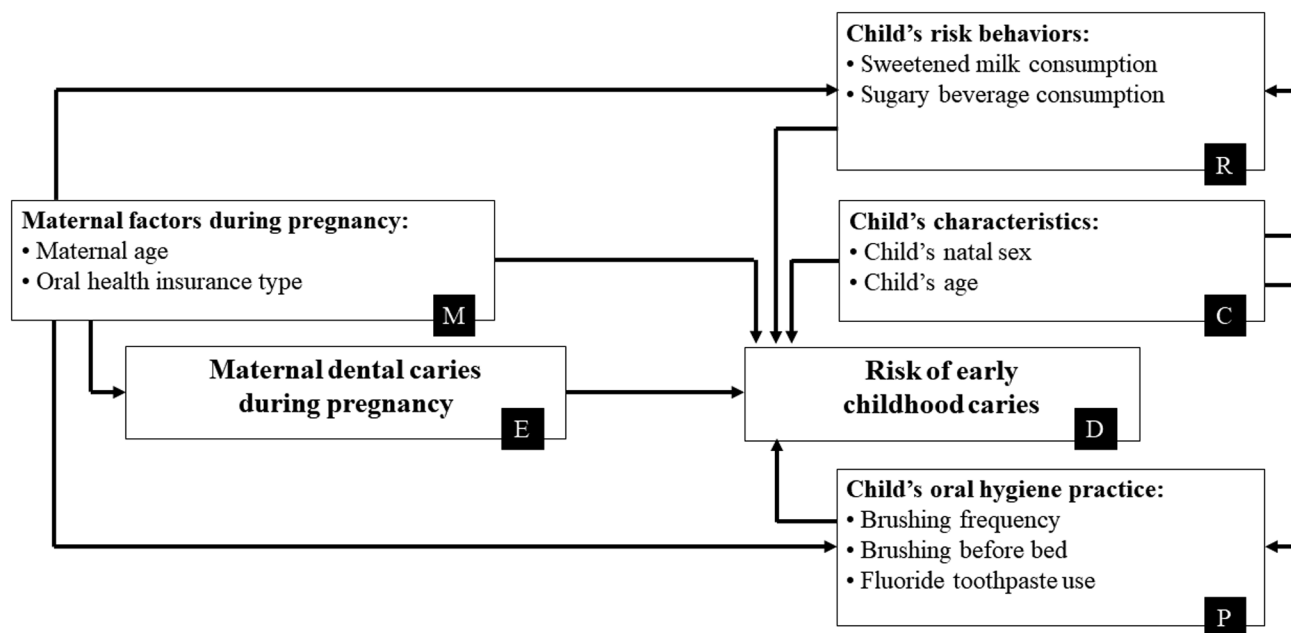 Child's risk behaviors:
• Sweetened milk consumption
• Sugary beverage consumption
R
Maternal factors during pregnancy:
• Maternal age
• Oral health insurance type
M
Child's characteristics:
• Child's natal sex
• Child's age
C
Maternal dental caries
during pregnancy
E
Risk of early
childhood caries
D
Child's oral hygiene practice:
• Brushing frequency
• Brushing before bed
• Fluoride toothpaste use
P